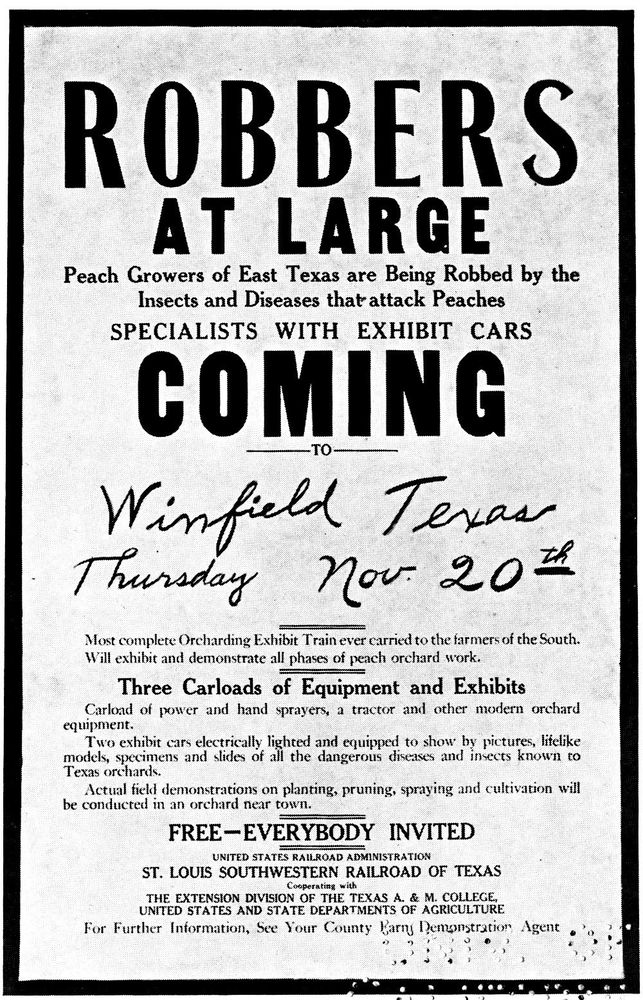 ROBBERS
AT LARGE
Peach Growers of East Texas are Being Robbed by the
Insects and Diseases that attack Peaches
SPECIALISTS WITH EXHIBIT CARS
COMING
TO
Winfield Texas
Thursday Nov. 20th
Most complete Orcharding Exhibit Train ever carried to the farmers of the South.
Will exhibit and demonstrate all phases of peach orchard work.
Three Carloads of Equipment and Exhibits
Carload of power and hand sprayers, a tractor and other modern orchard
equipment.
Two exhibit cars electrically lighted and equipped to show by pictures, lifelike
models, specimens and slides of all the dangerous diseases and insects known to
Texas orchards.
Actual field demonstrations on planting, pruning, spraying and cultivation will
be conducted in an orchard near town.
FREE—EVERYBODY INVITED
UNITED STATES RAILROAD ADMINISTRATION
ST. LOUIS SOUTHWESTERN RAILROAD OF TEXAS
Cooperating with
THE EXTENSION DIVISION OF THE TEXAS A. & M. COLLEGE,
UNITED STATES AND STATE DEPARTMENTS OF AGRICULTURE
For Further Information, See Your County Farm Demonstration Agent